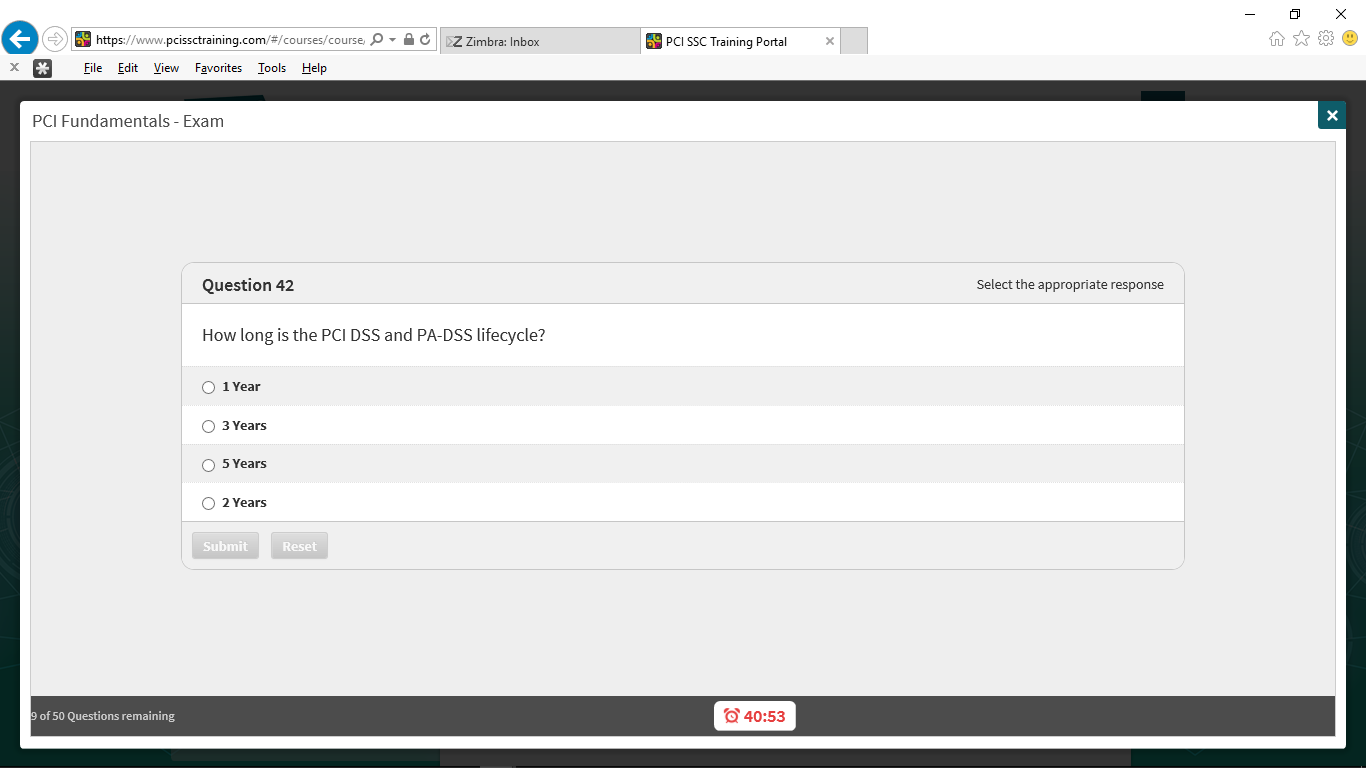 https://www.pcissctraining.com/#/courses/course,
Zimbra: Inbox
PCI SSC Training Portal
File Edit View Favorites Tools Help
PCI Fundamentals - Exam
Question 42
Select the appropriate response
How long is the PCI DSS and PA-DSS lifecycle?
1 Year
3 Years
5 Years
2 Years
Submit Reset
9 of 50 Questions remaining
40:53